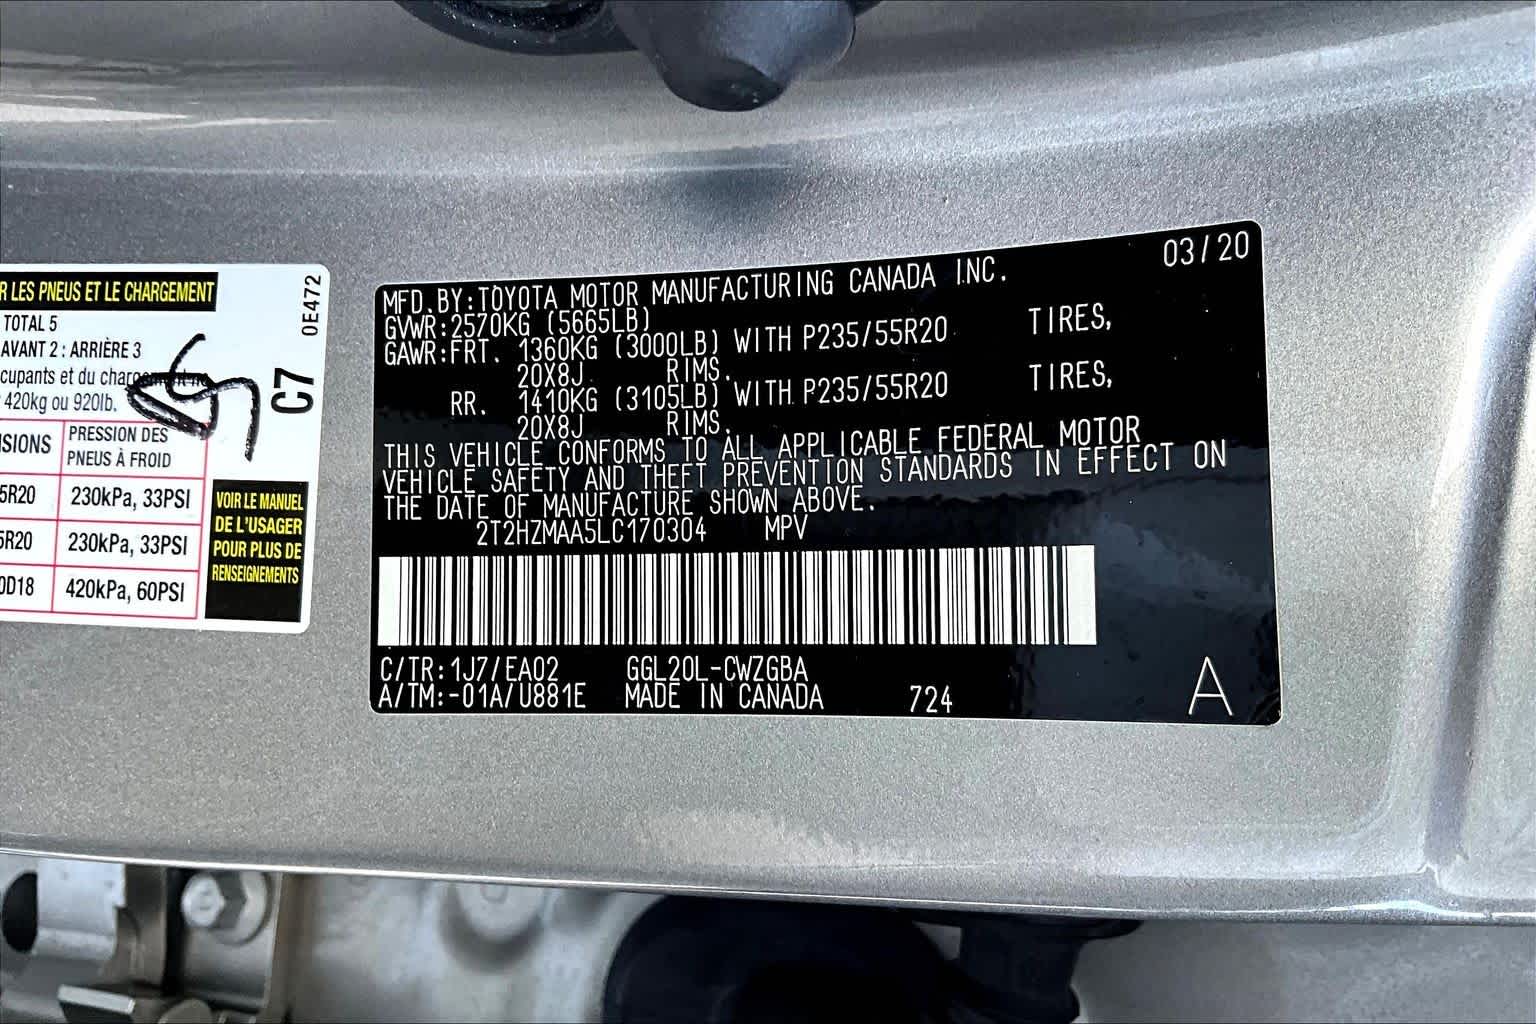 R LES PNEUS ET LE CHARGEMENT
TOTAL 5
AVANT 2 : ARRIÈRE 3
cupants et du chargement ne
420kg ou 920lb.
0E472
C7
SIONS PRESSION DES PNEUS À FROID
5R20 230kPa, 33PSI
5R20 230kPa, 33PSI
0D18 420kPa, 60PSI
VOIR LE MANUEL
DE L'USAGER
POUR PLUS DE
RENSEIGNEMENTS
03/20
MFD.BY:TOYOTA MOTOR MANUFACTURING CANADA INC.
GVWR:2570KG (5665LB)
GAWR:FRT. 1360KG (3000LB) WITH P235/55R20 TIRES,
20X8J RIMS.
RR. 1410KG (3105LB) WITH P235/55R20 TIRES,
20X8J RIMS.
THIS VEHICLE CONFORMS TO ALL APPLICABLE FEDERAL MOTOR
VEHICLE SAFETY AND THEFT PREVENTION STANDARDS IN EFFECT ON
THE DATE OF MANUFACTURE SHOWN ABOVE.
2T2HZMAA5LC170304 MPV
C/TR:1J7/EA02 GGL20L-CWZGBA
A/TM:-01A/U881E MADE IN CANADA 724 A